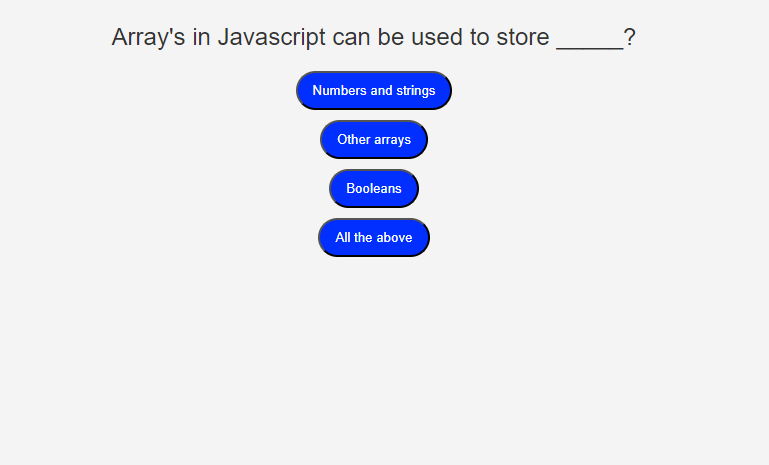 Array's in Javascript can be used to store _____?
Numbers and strings
Other arrays
Booleans
All the above